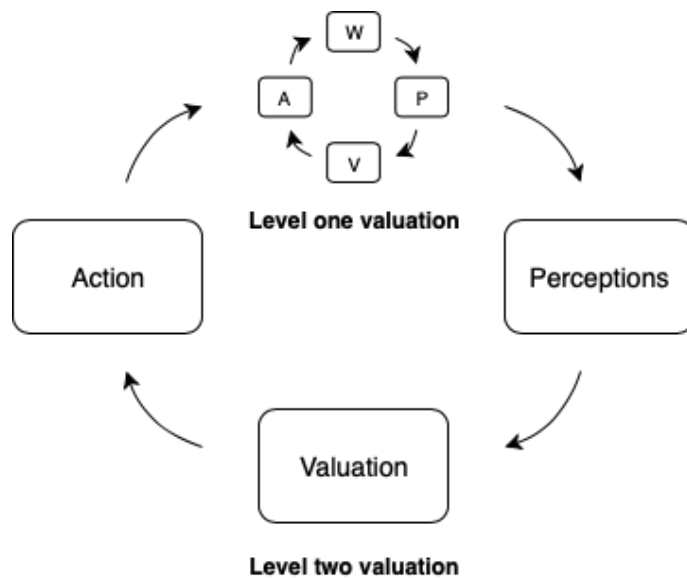 W
A
P
V
Level one valuation
Action
Perceptions
Valuation
Level two valuation